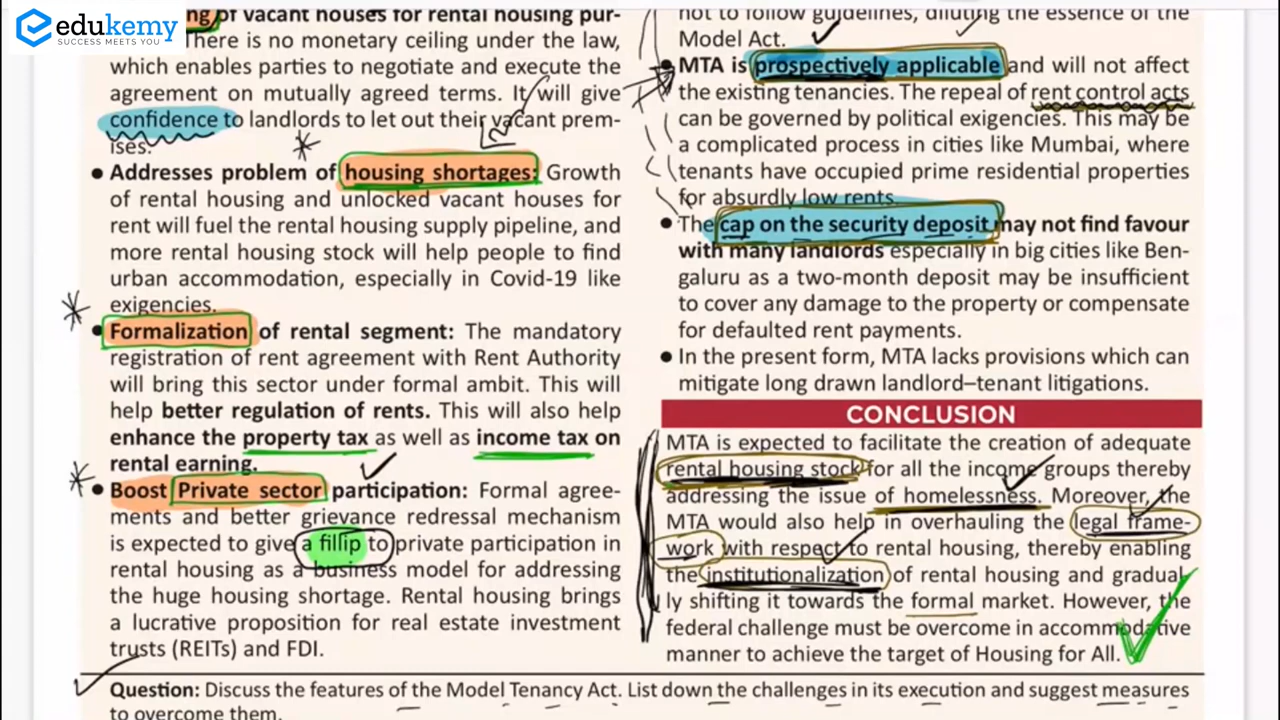 edukemy
SUCCESS MEETS YOU
of vacant houses for rental housing pur-
There is no monetary ceiling under the law,
which enables parties to negotiate and execute the
agreement on mutually agreed terms. It will give
confidence to landlords to let out their vacant prem-
ises.
● Addresses problem of housing shortages: Growth
of rental housing and unlocked vacant houses for
rent will fuel the rental housing supply pipeline, and
more rental housing stock will help people to find
urban accommodation, especially in Covid-19 like
exigencies.
● Formalization of rental segment: The mandatory
registration of rent agreement with Rent Authority
will bring this sector under formal ambit. This will
help better regulation of rents. This will also help
enhance the property tax as well as income tax on
rental earning.
● Boost Private sector participation: Formal agree-
ments and better grievance redressal mechanism
is expected to give a fillip to private participation in
rental housing as a business model for addressing
the huge housing shortage. Rental housing brings
a lucrative proposition for real estate investment
trusts (REITs) and FDI.
not to follow guidelines, diluting the essence of the
Model Act.
● MTA is prospectively applicable and will not affect
the existing tenancies. The repeal of rent control acts
can be governed by political exigencies. This may be
a complicated process in cities like Mumbai, where
tenants have occupied prime residential properties
for absurdly low rents
● The cap on the security deposit may not find favour
with many landlords especially in big cities like Ben-
galuru as a two-month deposit may be insufficient
to cover any damage to the property or compensate
for defaulted rent payments.
● In the present form, MTA lacks provisions which can
mitigate long drawn landlord–tenant litigations.
CONCLUSION
MTA is expected to facilitate the creation of adequate
rental housing stock for all the income groups thereby
addressing the issue of homelessness. Moreover, the
MTA would also help in overhauling the legal frame-
work with respect to rental housing, thereby enabling
the institutionalization of rental housing and gradual-
ly shifting it towards the formal market. However, the
federal challenge must be overcome in accommodative
manner to achieve the target of Housing for All.
Question: Discuss the features of the Model Tenancy Act. List down the challenges in its execution and suggest measures
to overcome them.